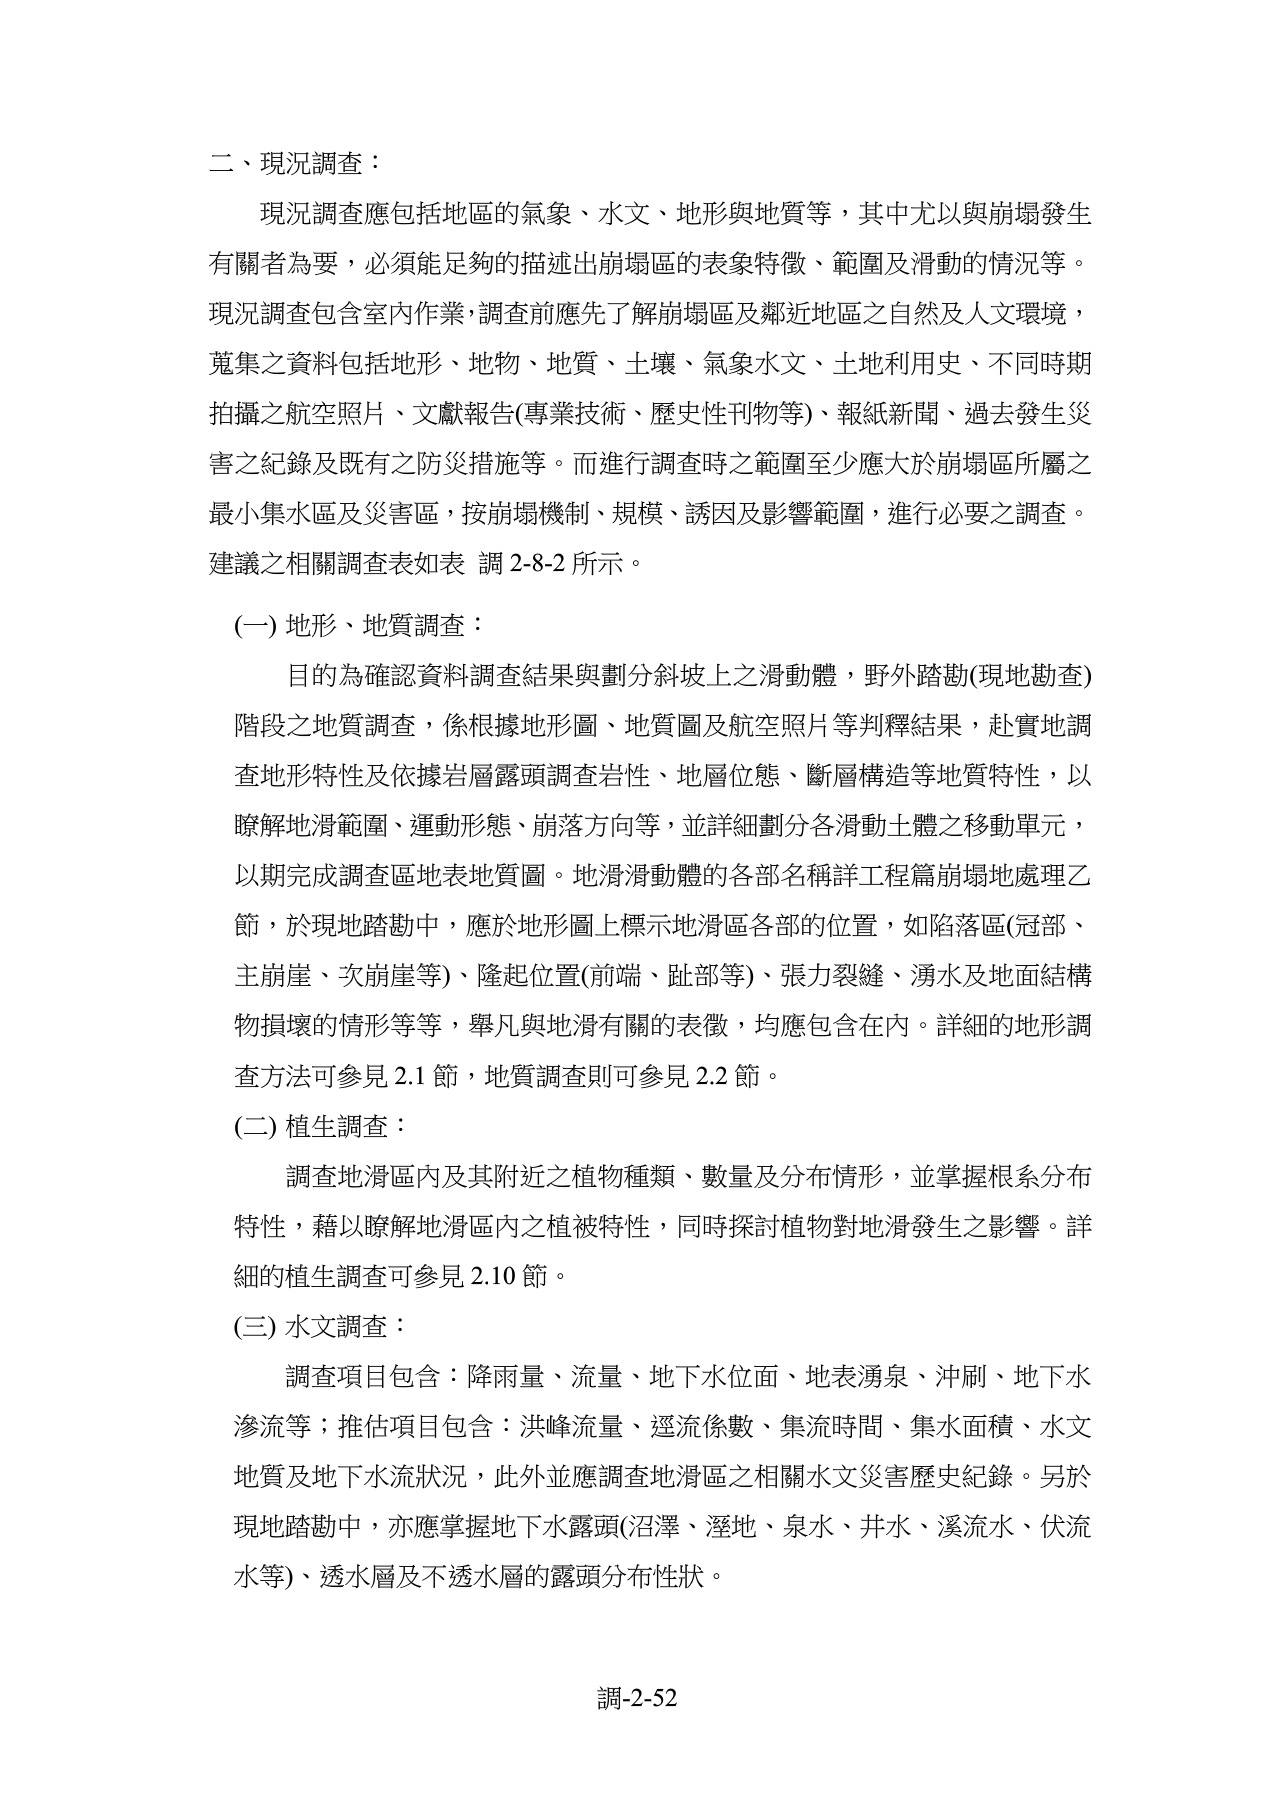 二、現況調查：
現況調查應包括地區的氣象、水文、地形與地質等，其中尤以與崩塌發生
有關者為要，必須能足夠的描述出崩塌區的表象特徵、範圍及滑動的情況等。
現況調查包含室內作業，調查前應先了解崩塌區及鄰近地區之自然及人文環境，
蒐集之資料包括地形、地物、地質、土壤、氣象水文、土地利用史、不同時期
拍攝之航空照片、文獻報告(專業技術、歷史性刊物等)、報紙新聞、過去發生災
害之紀錄及既有之防災措施等。而進行調查時之範圍至少應大於崩塌區所屬之
最小集水區及災害區，按崩塌機制、規模、誘因及影響範圍，進行必要之調查。
建議之相關調查表如表 調 2-8-2 所示。
(一) 地形、地質調查：
目的為確認資料調查結果與劃分斜坡上之滑動體，野外踏勘(現地勘查)
階段之地質調查，係根據地形圖、地質圖及航空照片等判釋結果，赴實地調
查地形特性及依據岩層露頭調查岩性、地層位態、斷層構造等地質特性，以
瞭解地滑範圍、運動形態、崩落方向等，並詳細劃分各滑動土體之移動單元，
以期完成調查區地表地質圖。地滑滑動體的各部名稱詳工程篇崩塌地處理乙
節，於現地踏勘中，應於地形圖上標示地滑區各部的位置，如陷落區(冠部、
主崩崖、次崩崖等)、隆起位置(前端、趾部等)、張力裂縫、湧水及地面結構
物損壞的情形等等，舉凡與地滑有關的表徵，均應包含在內。詳細的地形調
查方法可參見 2.1 節，地質調查則可參見 2.2 節。
(二) 植生調查：
調查地滑區內及其附近之植物種類、數量及分布情形，並掌握根系分布
特性，藉以瞭解地滑區內之植被特性，同時探討植物對地滑發生之影響。詳
細的植生調查可參見 2.10 節。
(三) 水文調查：
調查項目包含：降雨量、流量、地下水位面、地表湧泉、沖刷、地下水
滲流等；推估項目包含：洪峰流量、逕流係數、集流時間、集水面積、水文
地質及地下水流狀況，此外並應調查地滑區之相關水文災害歷史紀錄。另於
現地踏勘中，亦應掌握地下水露頭(沼澤、溼地、泉水、井水、溪流水、伏流
水等)、透水層及不透水層的露頭分布性狀。
調-2-52